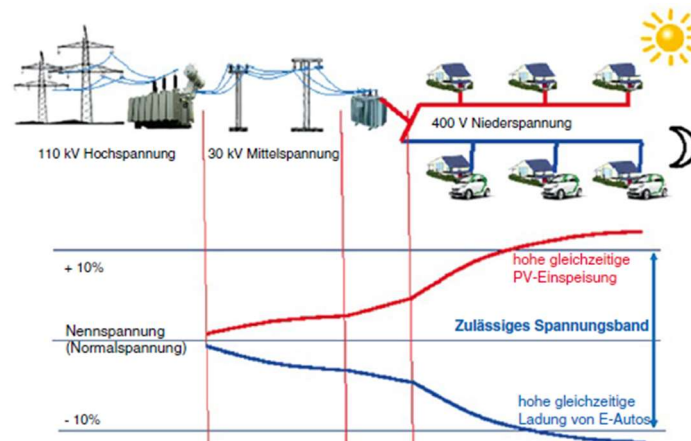 400 V Niederspannung
110 kV Hochspannung
30 kV Mittelspannung
+ 10%
hohe gleichzeitige
PV-Einspeisung
Nennspannung
(Normalspannung)
Zulässiges Spannungsband
- 10%
hohe gleichzeitige
Ladung von E-Autos